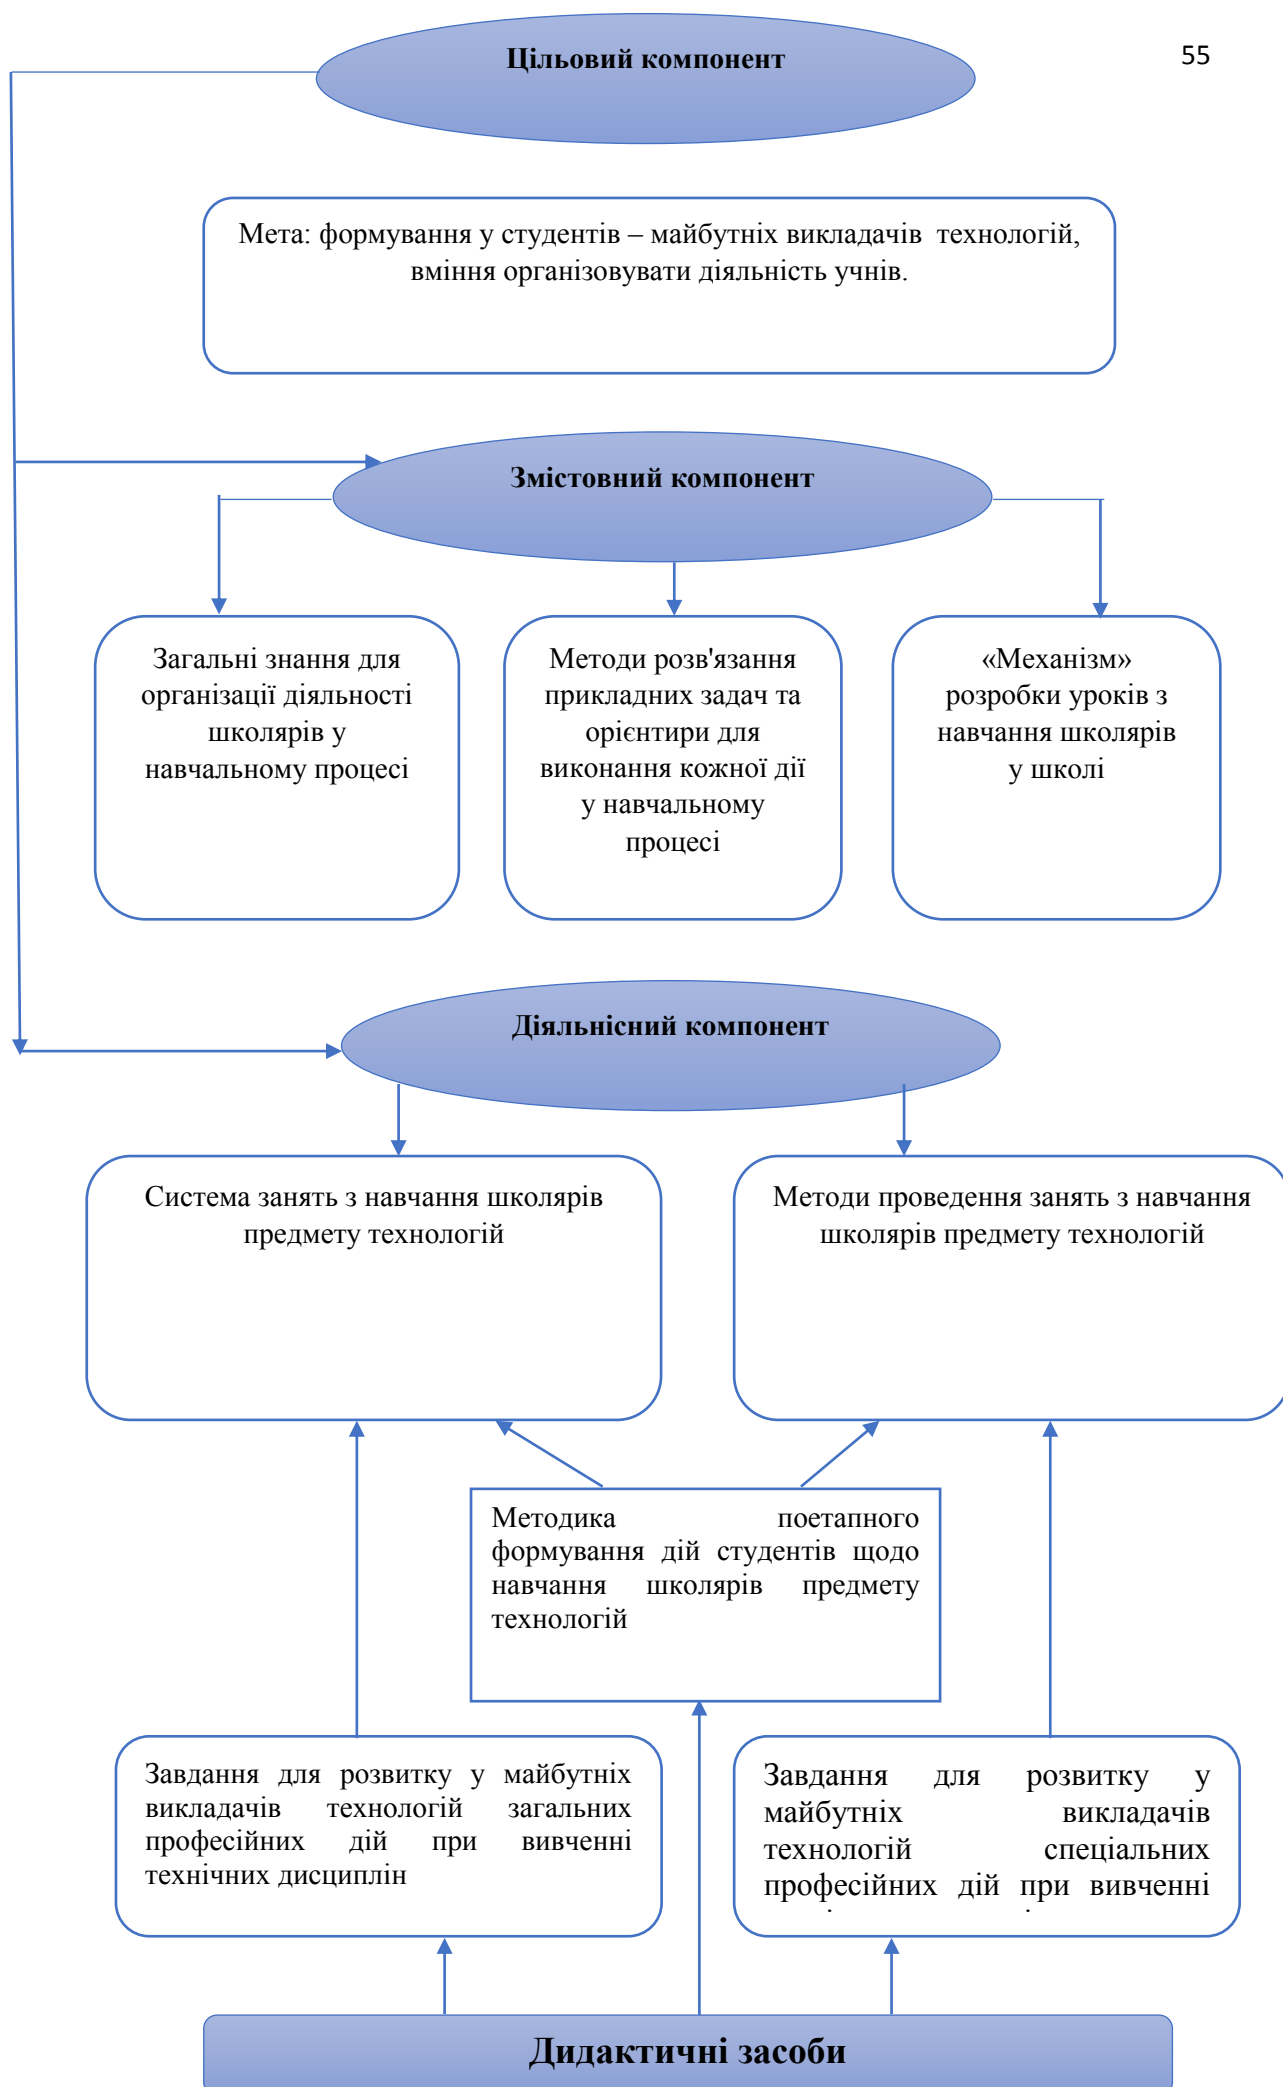 55
Цільовий компонент
Мета: формування у студентів – майбутніх викладачів технологій,
вміння організовувати діяльність учнів.
Змістовний компонент
Загальні знання для
організації діяльності
школярів у
навчальному процесі
Методи розв'язання
прикладних задач та
орієнтири для
виконання кожної дії
у навчальному
процесі
«Механізм»
розробки уроків з
навчання школярів
у школі
Діяльнісний компонент
Система занять з навчання школярів
предмету технологій
Методи проведення занять з навчання
школярів предмету технологій
Методика поетапного
формування дій студентів щодо
навчання школярів предмету
технологій
Завдання для розвитку у майбутніх
викладачів технологій загальних
професійних дій при вивченні
технічних дисциплін
Завдання для розвитку у
майбутніх викладачів
технологій спеціальних
професійних дій при вивченні
Дидактичні засоби